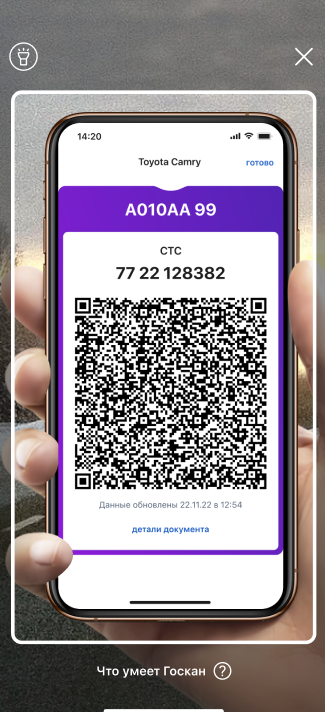 14:20
Toyota Camry
готово
A010AA 99
СТС
77 22 128382
Данные обновлены 22.11.22 в 12:54
детали документа
Что умеет Госкан ?